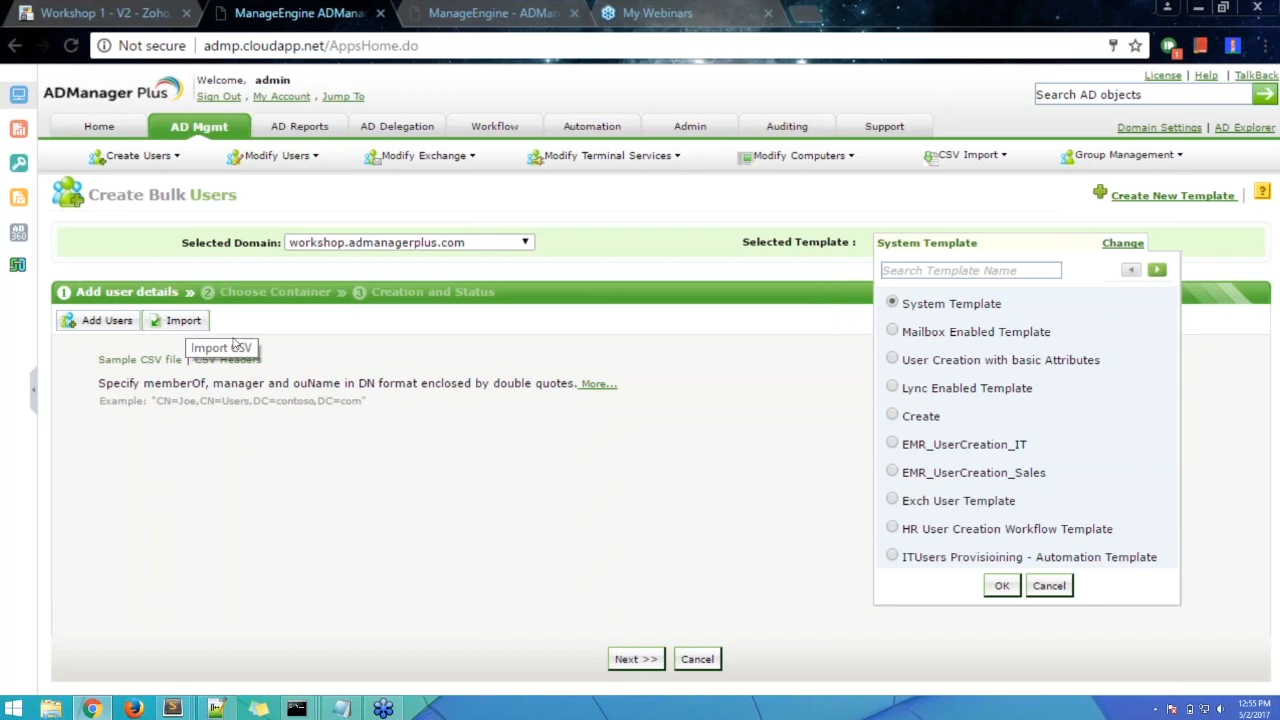 Workshop 1 - V2 - Zoho
ManageEngine ADMana
ManageEngine - ADMan
My Webinars
Not secure
admp.cloudapp.net/AppsHome.do
1
License | Help | TalkBack
ADManager Plus
Welcome, admin
Sign Out , My Account , Jump To
Search AD objects
Home
AD Mgmt
AD Reports
AD Delegation
Workflow
Automation
Admin
Auditing
Support
Domain Settings | AD Explorer
Create Users
Modify Users
Modify Exchange
Modify Terminal Services
Modify Computers
CSV Import
Group Management
Create Bulk Users
Create New Template |
?
Selected Domain: workshop.admanagerplus.com
Selected Template : System Template Change
Search Template Name
1 Add user details » 2 Choose Container » 3 Creation and Status
Add Users
Import
Import CSV
Sample CSV file | CSV Headers
Specify memberOf, manager and ouName in DN format enclosed by double quotes. More...
Example: "CN=Joe,CN=Users,DC=contoso,DC=com"
System Template
Mailbox Enabled Template
User Creation with basic Attributes
Lync Enabled Template
Create
EMR_UserCreation_IT
EMR_UserCreation_Sales
Exch User Template
HR User Creation Workflow Template
ITUsers Provisioining - Automation Template
OK
Cancel
Next >>
Cancel
AD
360
12:55 PM
5/2/2017